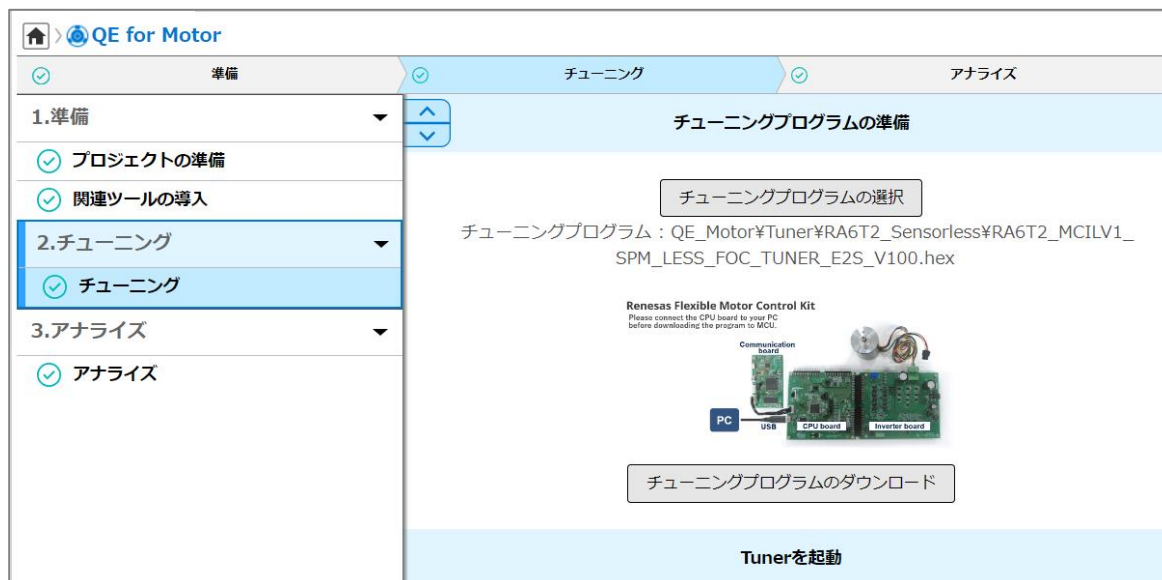 QE for Motor
準備
チューニング
アナライズ
1.準備
プロジェクトの準備
関連ツールの導入
2.チューニング
チューニング
3.アナライズ
アナライズ
チューニングプログラムの準備
チューニングプログラムの選択
チューニングプログラム : QE_Motor¥Tuner¥RA6T2_Sensorless¥RA6T2_MCILV1_
SPM_LESS_FOC_TUNER_E2S_V100.hex
Renesas Flexible Motor Control Kit
Please connect the CPU board to your PC
before downloading the program to MCU.
Communication
board
PC
USB
CPU board
Inverter board
チューニングプログラムのダウンロード
Tunerを起動